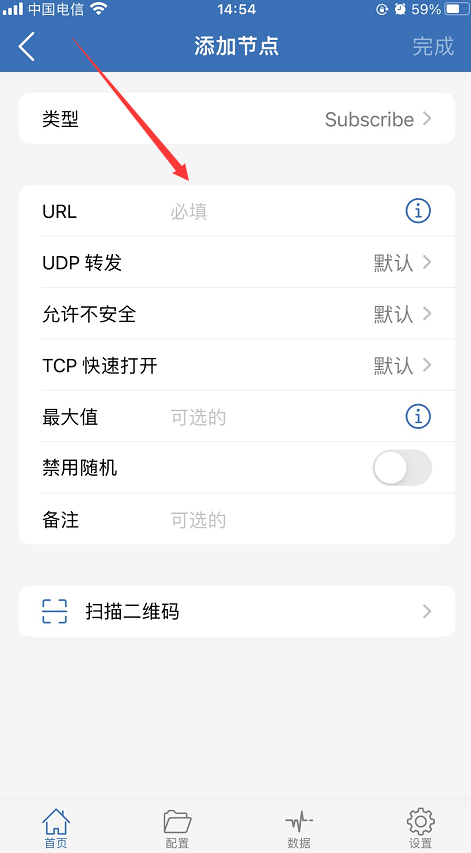 中国电信 14:54 59%
添加节点 完成
类型 Subscribe
URL 必填
UDP 转发 默认
允许不安全 默认
TCP 快速打开 默认
最大值 可选的
禁用随机
备注 可选的
扫描二维码
首页 配置 数据 设置